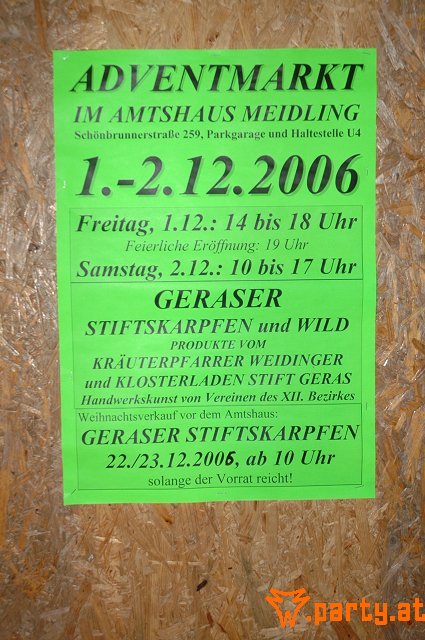 ADVENTMARKT
IM AMTSHAUS MEIDLING
Schönbrunnerstraße 259, Parkgarage und Haltestelle U4
1.-2.12.2006
Freitag, 1.12.: 14 bis 18 Uhr
Feierliche Eröffnung: 19 Uhr
Samstag, 2.12.: 10 bis 17 Uhr
GERASER
STIFTSKARPFEN und WILD
PRODUKTE VOM
KRÄUTERPFARRER WEIDINGER
und KLOSTERLADEN STIFT GERAS
Handwerkskunst von Vereinen des XII. Bezirkes
Weihnachtsverkauf vor dem Amtshaus:
GERASER STIFTSKARPFEN
22./23.12.2006, ab 10 Uhr
solange der Vorrat reicht!
party.at